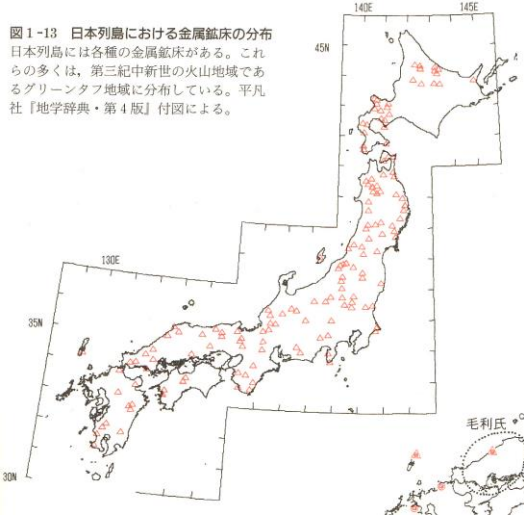 図1-13 日本列島における金属鉱床の分布
日本列島には各種の金属鉱床がある。これ
らの多くは，第三紀中新世の火山地域であ
るグリーンタフ地域に分布している。平凡
社『地学辞典・第4版』付図による。
140E
145E
45N
130E
35N
30N
毛利氏